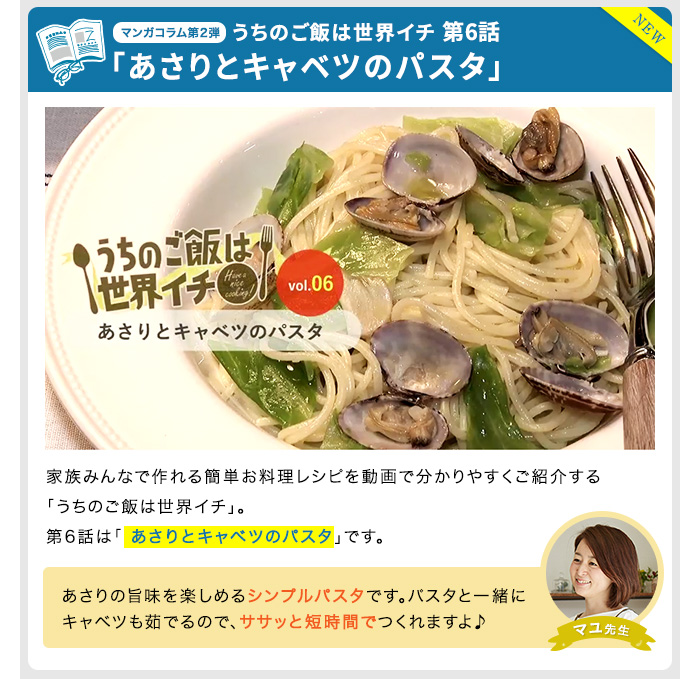 マンガコラム第2弾 うちのご飯は世界イチ 第6話
「あさりとキャベツのパスタ」
NEW
うちのご飯は
世界イチ
Have a
nice
cooking!
vol.06
あさりとキャベツのパスタ
家族みんなで作れる簡単お料理レシピを動画で分かりやすくご紹介する
「うちのご飯は世界イチ」。
第6話は「あさりとキャベツのパスタ」です。
あさりの旨味を楽しめるシンプルパスタです。パスタと一緒に
キャベツも茹でるので、ササッと短時間でつくれますよ♪
マユ先生